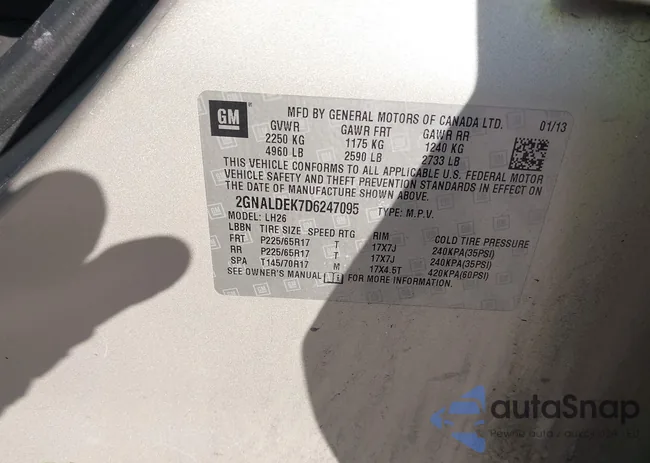 GM
MFD BY GENERAL MOTORS OF CANADA LTD.
GVWR GAWR FRT GAWR RR 01/13
2250 KG 1175 KG 1240 KG
4960 LB 2590 LB 2733 LB
THIS VEHICLE CONFORMS TO ALL APPLICABLE U.S. FEDERAL MOTOR
VEHICLE SAFETY AND THEFT PREVENTION STANDARDS IN EFFECT ON
THE DATE OF MANUFACTURE SHOWN ABOVE.
2GNALDEK7D6247095 TYPE: M.P.V.
MODEL: LH26
LBBN TIRE SIZE SPEED RTG RIM COLD TIRE PRESSURE
FRT P225/65R17 T 17X7J 240KPA(35PSI)
RR P225/65R17 T 17X7J 240KPA(35PSI)
SPA T145/70R17 M 17X4.5T 420KPA(60PSI)
SEE OWNER'S MANUAL i FOR MORE INFORMATION.
autoSnap